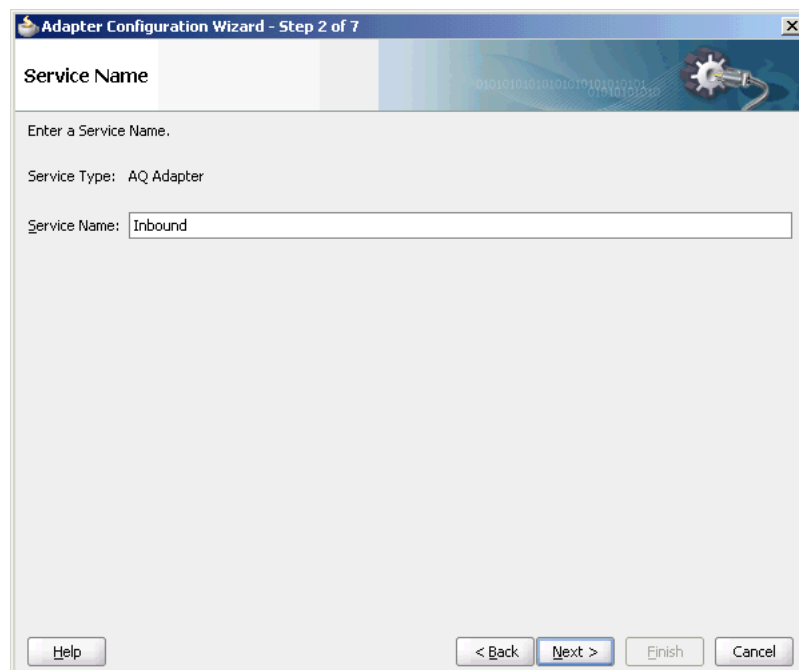 Adapter Configuration Wizard - Step 2 of 7
Service Name
Enter a Service Name.
Service Type: AQ Adapter
Service Name: Inbound
Help < Back Next > Finish Cancel